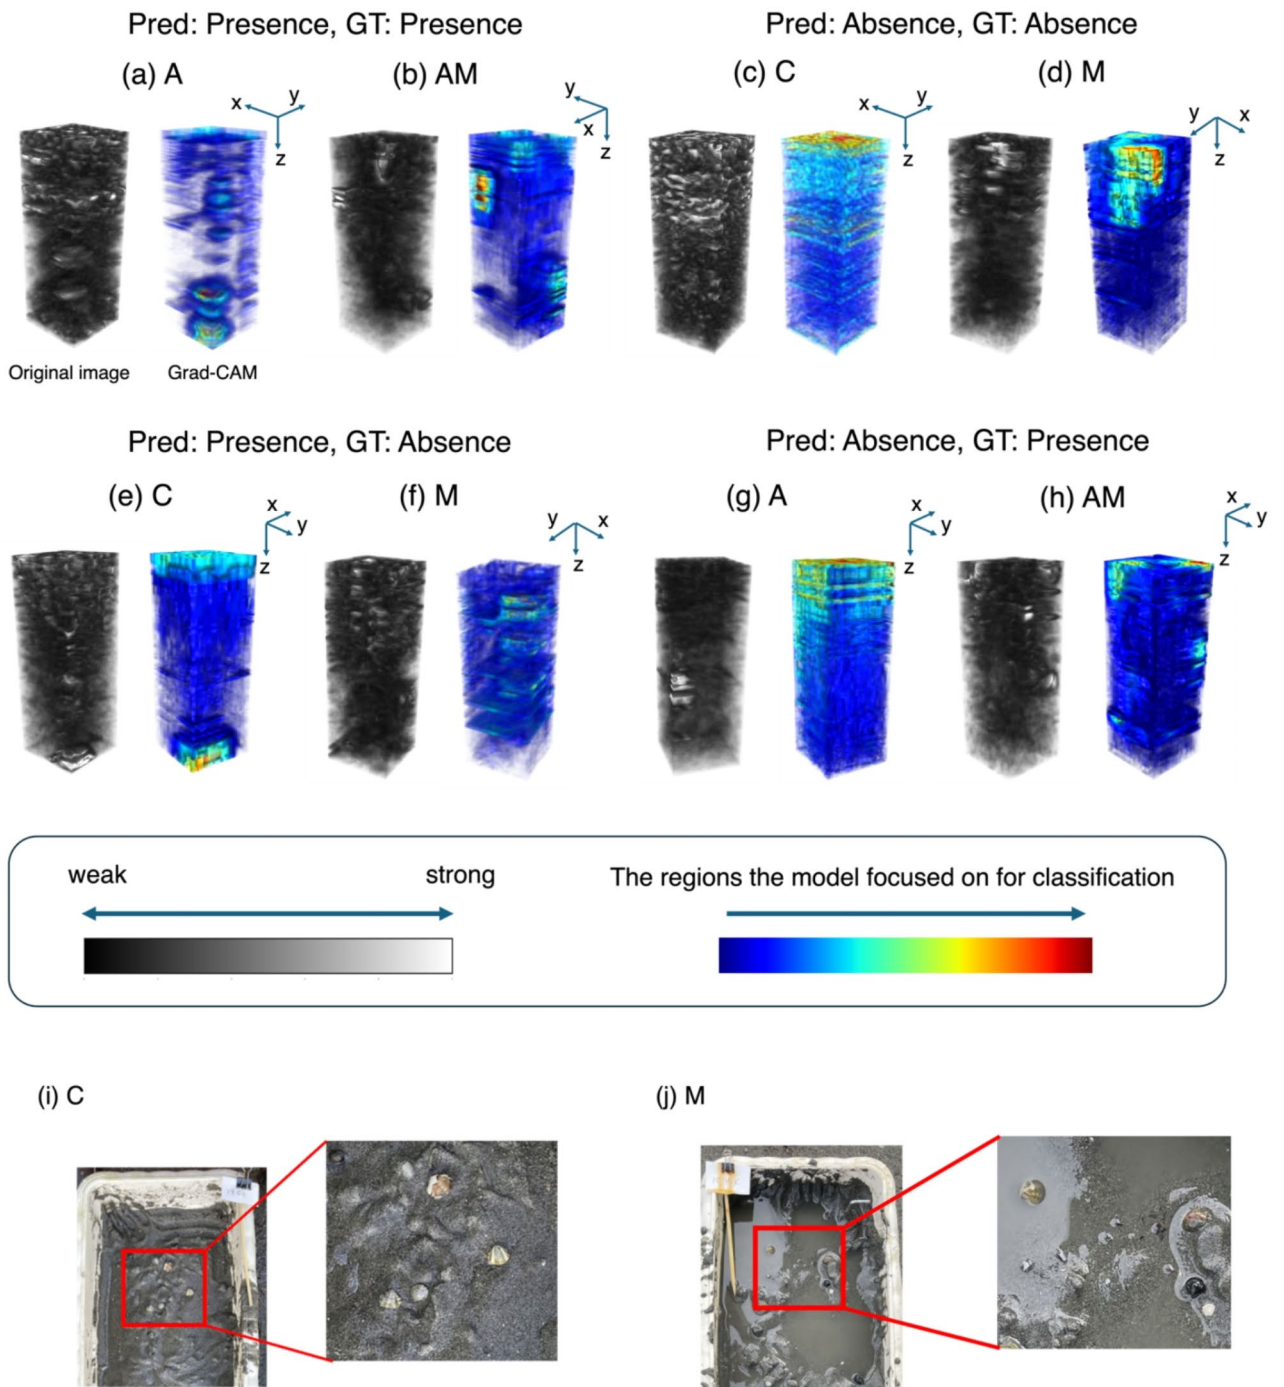 Pred: Presence, GT: Presence
Pred: Absence, GT: Absence
(a) A
(b) AM
(c) C
(d) M
x y z
y x z
x y z
y x z
Original image
Grad-CAM
Pred: Presence, GT: Absence
Pred: Absence, GT: Presence
(e) C
(f) M
(g) A
(h) AM
x y z
y x z
x y z
x y z
weak
strong
The regions the model focused on for classification
(i) C
(j) M